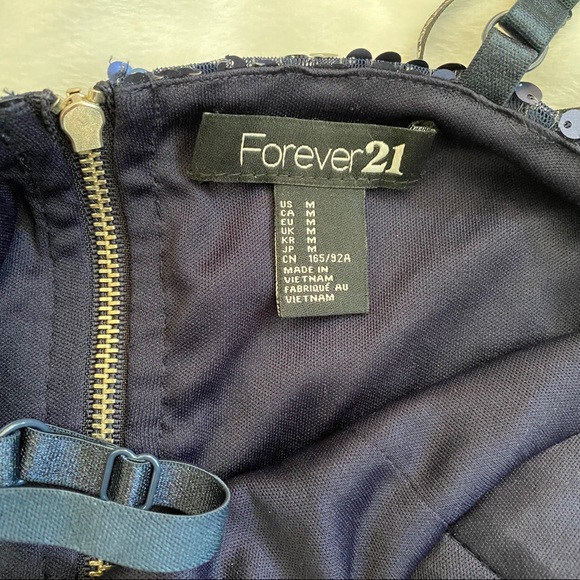 Forever21
US M
CA M
EU M
UK M
KR M
JP M
CN 165/92A
MADE IN
VIETNAM
FABRIQUÉ AU
VIETNAM